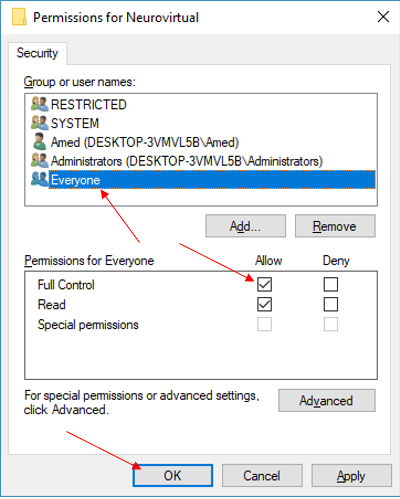 Permissions for Neurovirtual
Security
Group or user names:
RESTRICTED
SYSTEM
Amed (DESKTOP-3VMVL5B\Amed)
Administrators (DESKTOP-3VMVL5B\Administrators)
Everyone
Add... Remove
Permissions for Everyone Allow Deny
Full Control
Read
Special permissions
For special permissions or advanced settings,
click Advanced.
Advanced
OK Cancel Apply